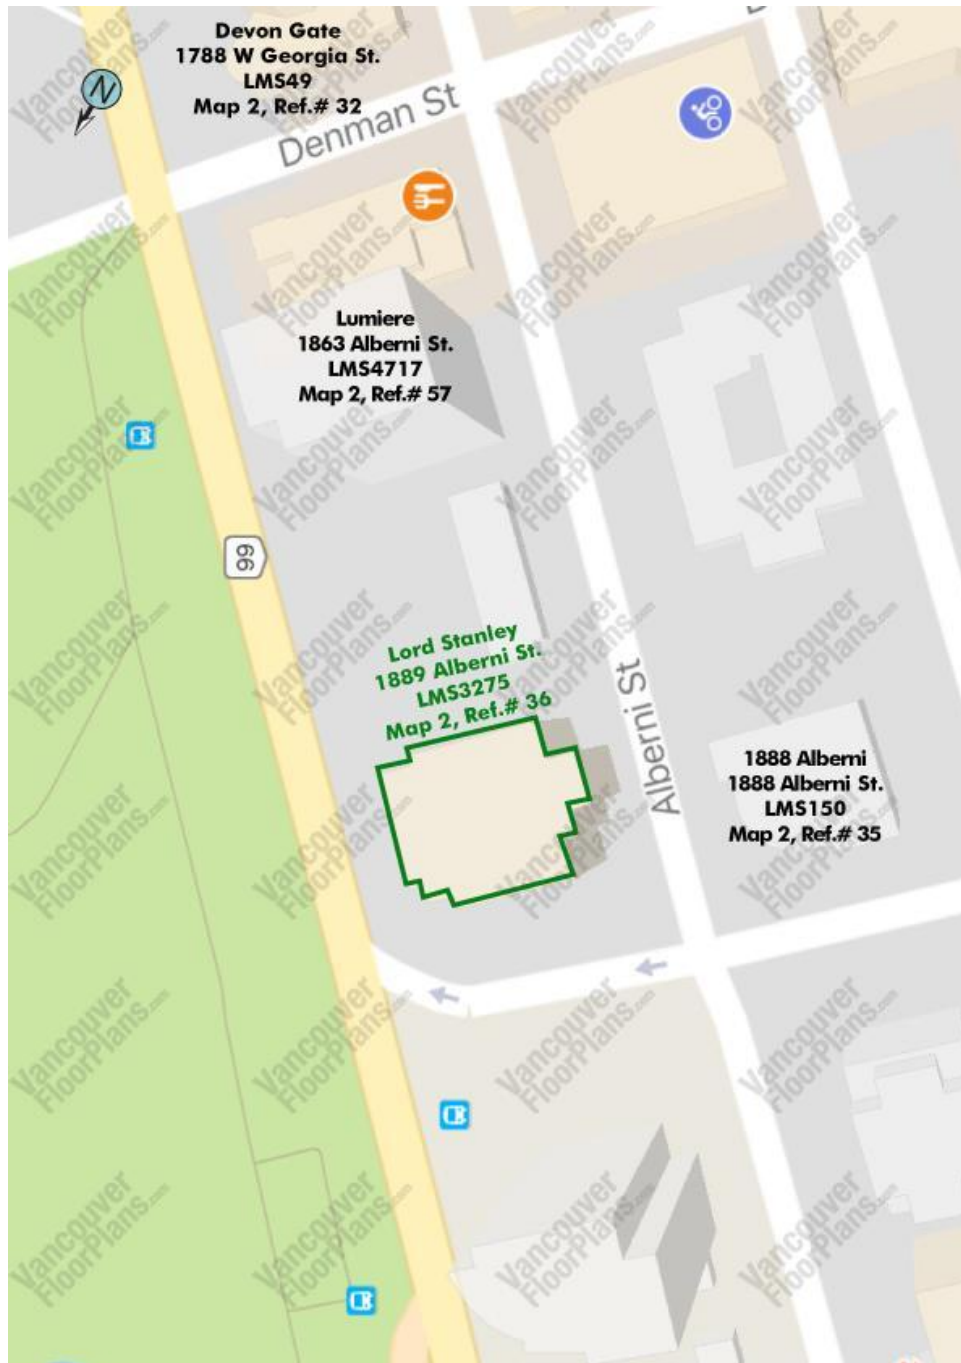 Devon Gate
1788 W Georgia St.
LMS49
Map 2, Ref.# 32
N
Denman St
Lumiere
1863 Alberni St.
LMS4717
Map 2, Ref.# 57
99
Lord Stanley
1889 Alberni St.
LMS3275
Map 2, Ref.# 36
Alberni St
1888 Alberni
1888 Alberni St.
LMS150
Map 2, Ref.# 35
Vancouver
FloorPlans.com